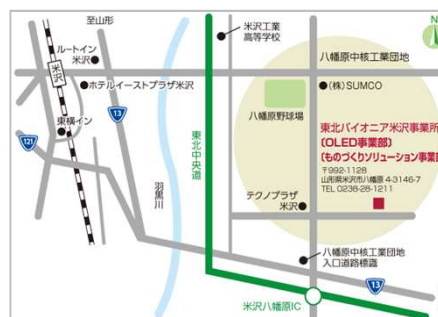 至山形
N
米沢工業
高等学校
ルートイン
米沢
米沢
八幡原中核工業団地
ホテルイーストプラザ米沢
(株)SUMCO
13
八幡原野球場
東横イン
東北中央道
東北パイオニア米沢事業所
〔OLED事業部〕
〔ものづくりソリューション事業部
121
〒992-1128
山形県米沢市八幡原 4-3146-7
TEL 0238-28-1211
羽黒川
テクノプラザ
米沢
八幡原中核工業団地
入口道路標識
13
米沢八幡原IC